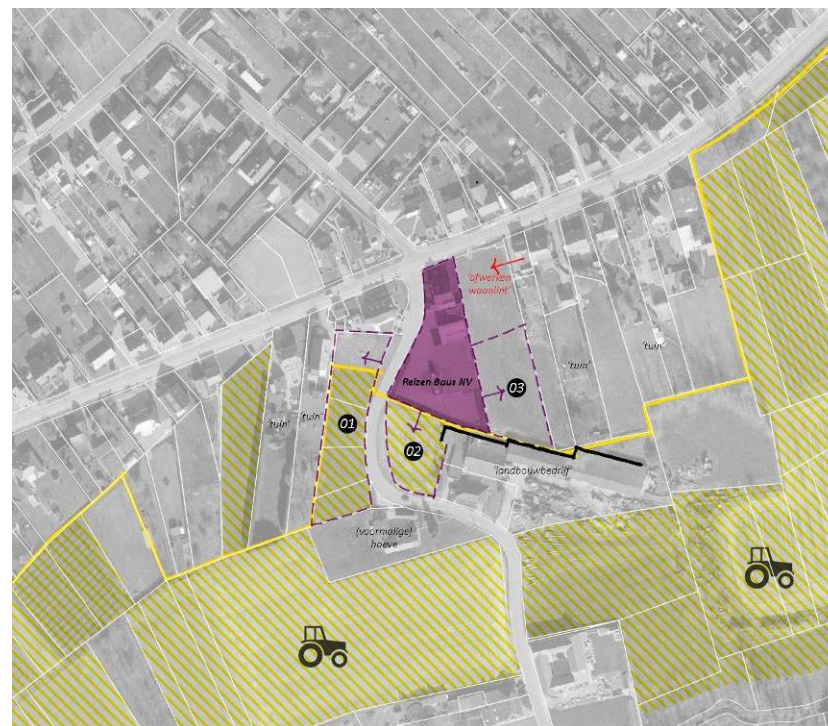 'afwerken
woonlint'
Reizen Baus NV
03
'tuin'
'tuin'
'tuin'
'tuin'
01
02
'landbouwbedrijf'
(voormalige)
hoeve